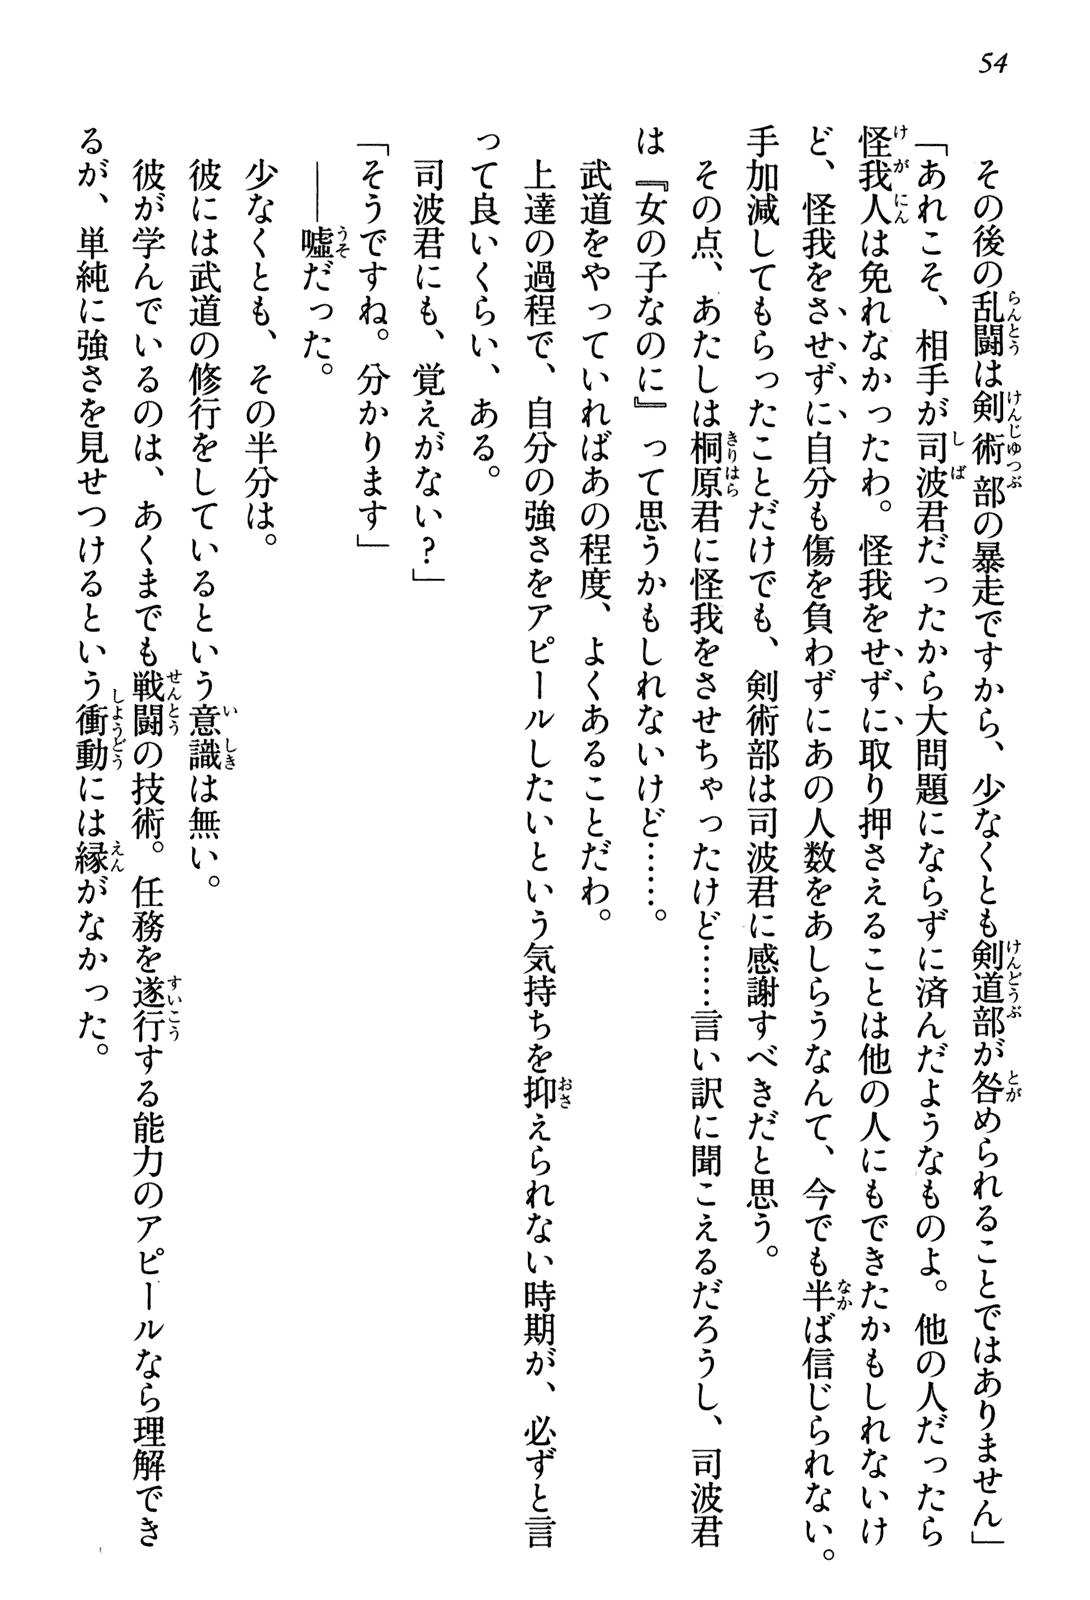 54
その後の乱闘は剣術部の暴走ですから、少なくとも剣道部が咎められることではありません」
「あれこそ、相手が司波君だったから大問題にならずに済んだようなものよ。他の人だったら
怪我人は免れなかったわ。怪我をせずに取り押さえることは他の人にもできたかもしれないけ
ど、怪我をさせずに自分も傷を負わずにあの人数をあしらうなんて、今でも半ば信じられない。
手加減してもらったことだけでも、剣術部は司波君に感謝すべきだと思う。
その点、あたしは桐原君に怪我をさせちゃったけど……言い訳に聞こえるだろうし、司波君
は『女の子なのに』って思うかもしれないけど……。
武道をやっていればあの程度、よくあることだわ。
上達の過程で、自分の強さをアピールしたいという気持ちを抑えられない時期が、必ずと言
って良いくらい、ある。
司波君にも、覚えがない?」
「そうですね。分かります」
――嘘だった。
少なくとも、その半分は。
彼には武道の修行をしているという意識は無い。
彼が学んでいるのは、あくまでも戦闘の技術。任務を遂行する能力のアピールなら理解でき
るが、単純に強さを見せつけるという衝動には縁がなかった。